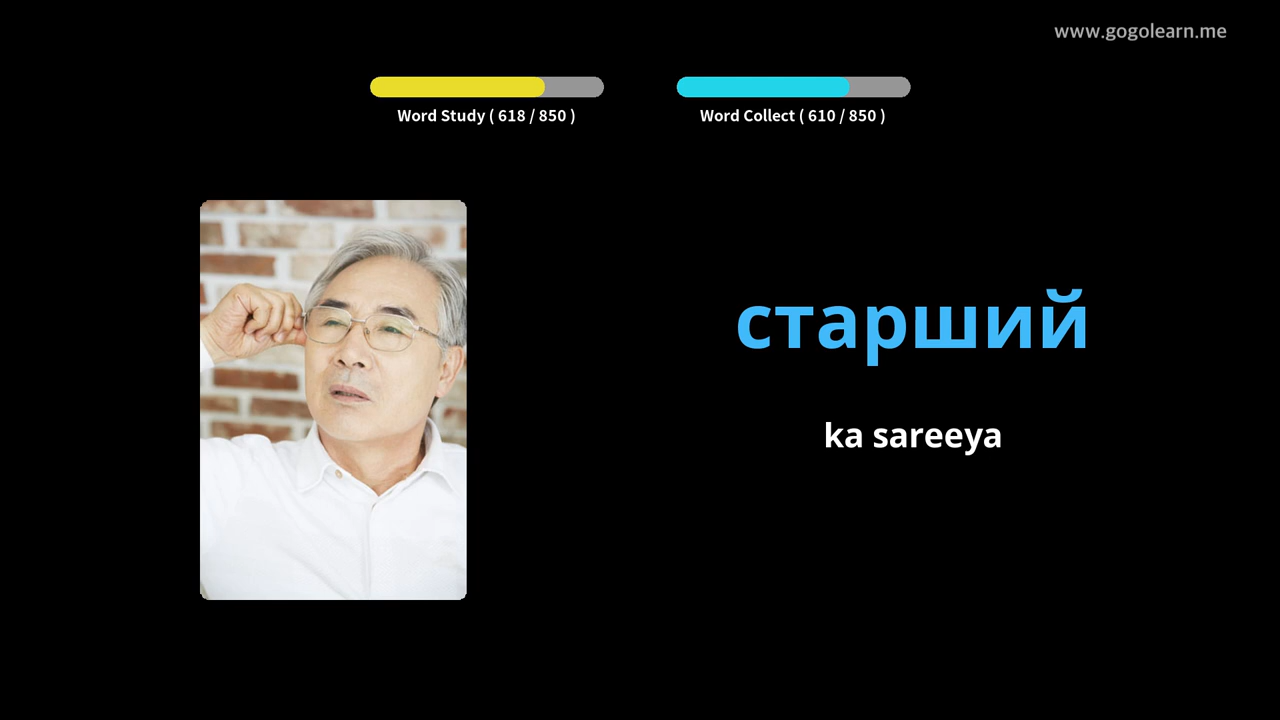 www.gogolearn.me
Word Study ( 618 / 850 )
Word Collect ( 610 / 850 )
старший
ka sareeya